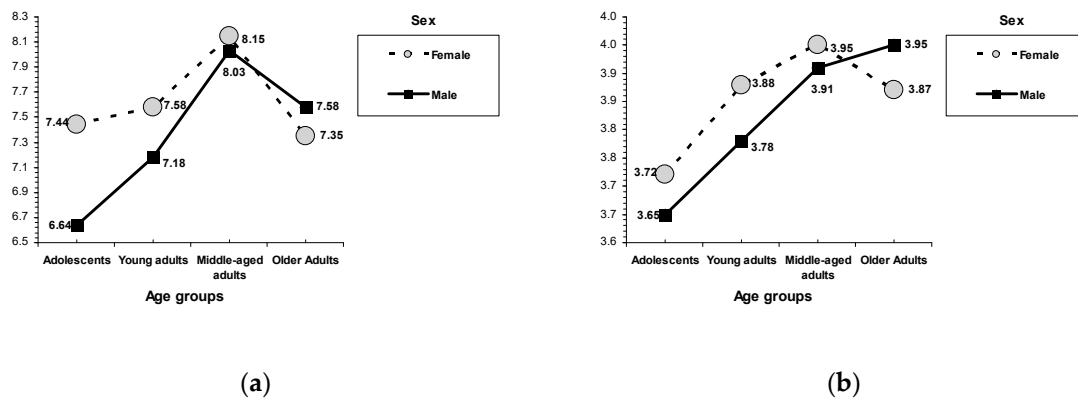 8.3
8.1
7.9
7.7
7.5
7.3
7.1
6.9
6.7
6.5
7.44
7.58
8.15
7.35
6.64
7.18
8.03
7.58
Adolescents Young adults Middle-aged Older Adults
adults
Age groups
Sex
Female
Male
(a)
4.0
4.0
3.9
3.9
3.8
3.8
3.7
3.7
3.6
3.72
3.88
3.95
3.87
3.65
3.78
3.91
3.95
Adolescents Young adults Middle-aged Older Adults
adults
Age groups
Sex
Female
Male
(b)